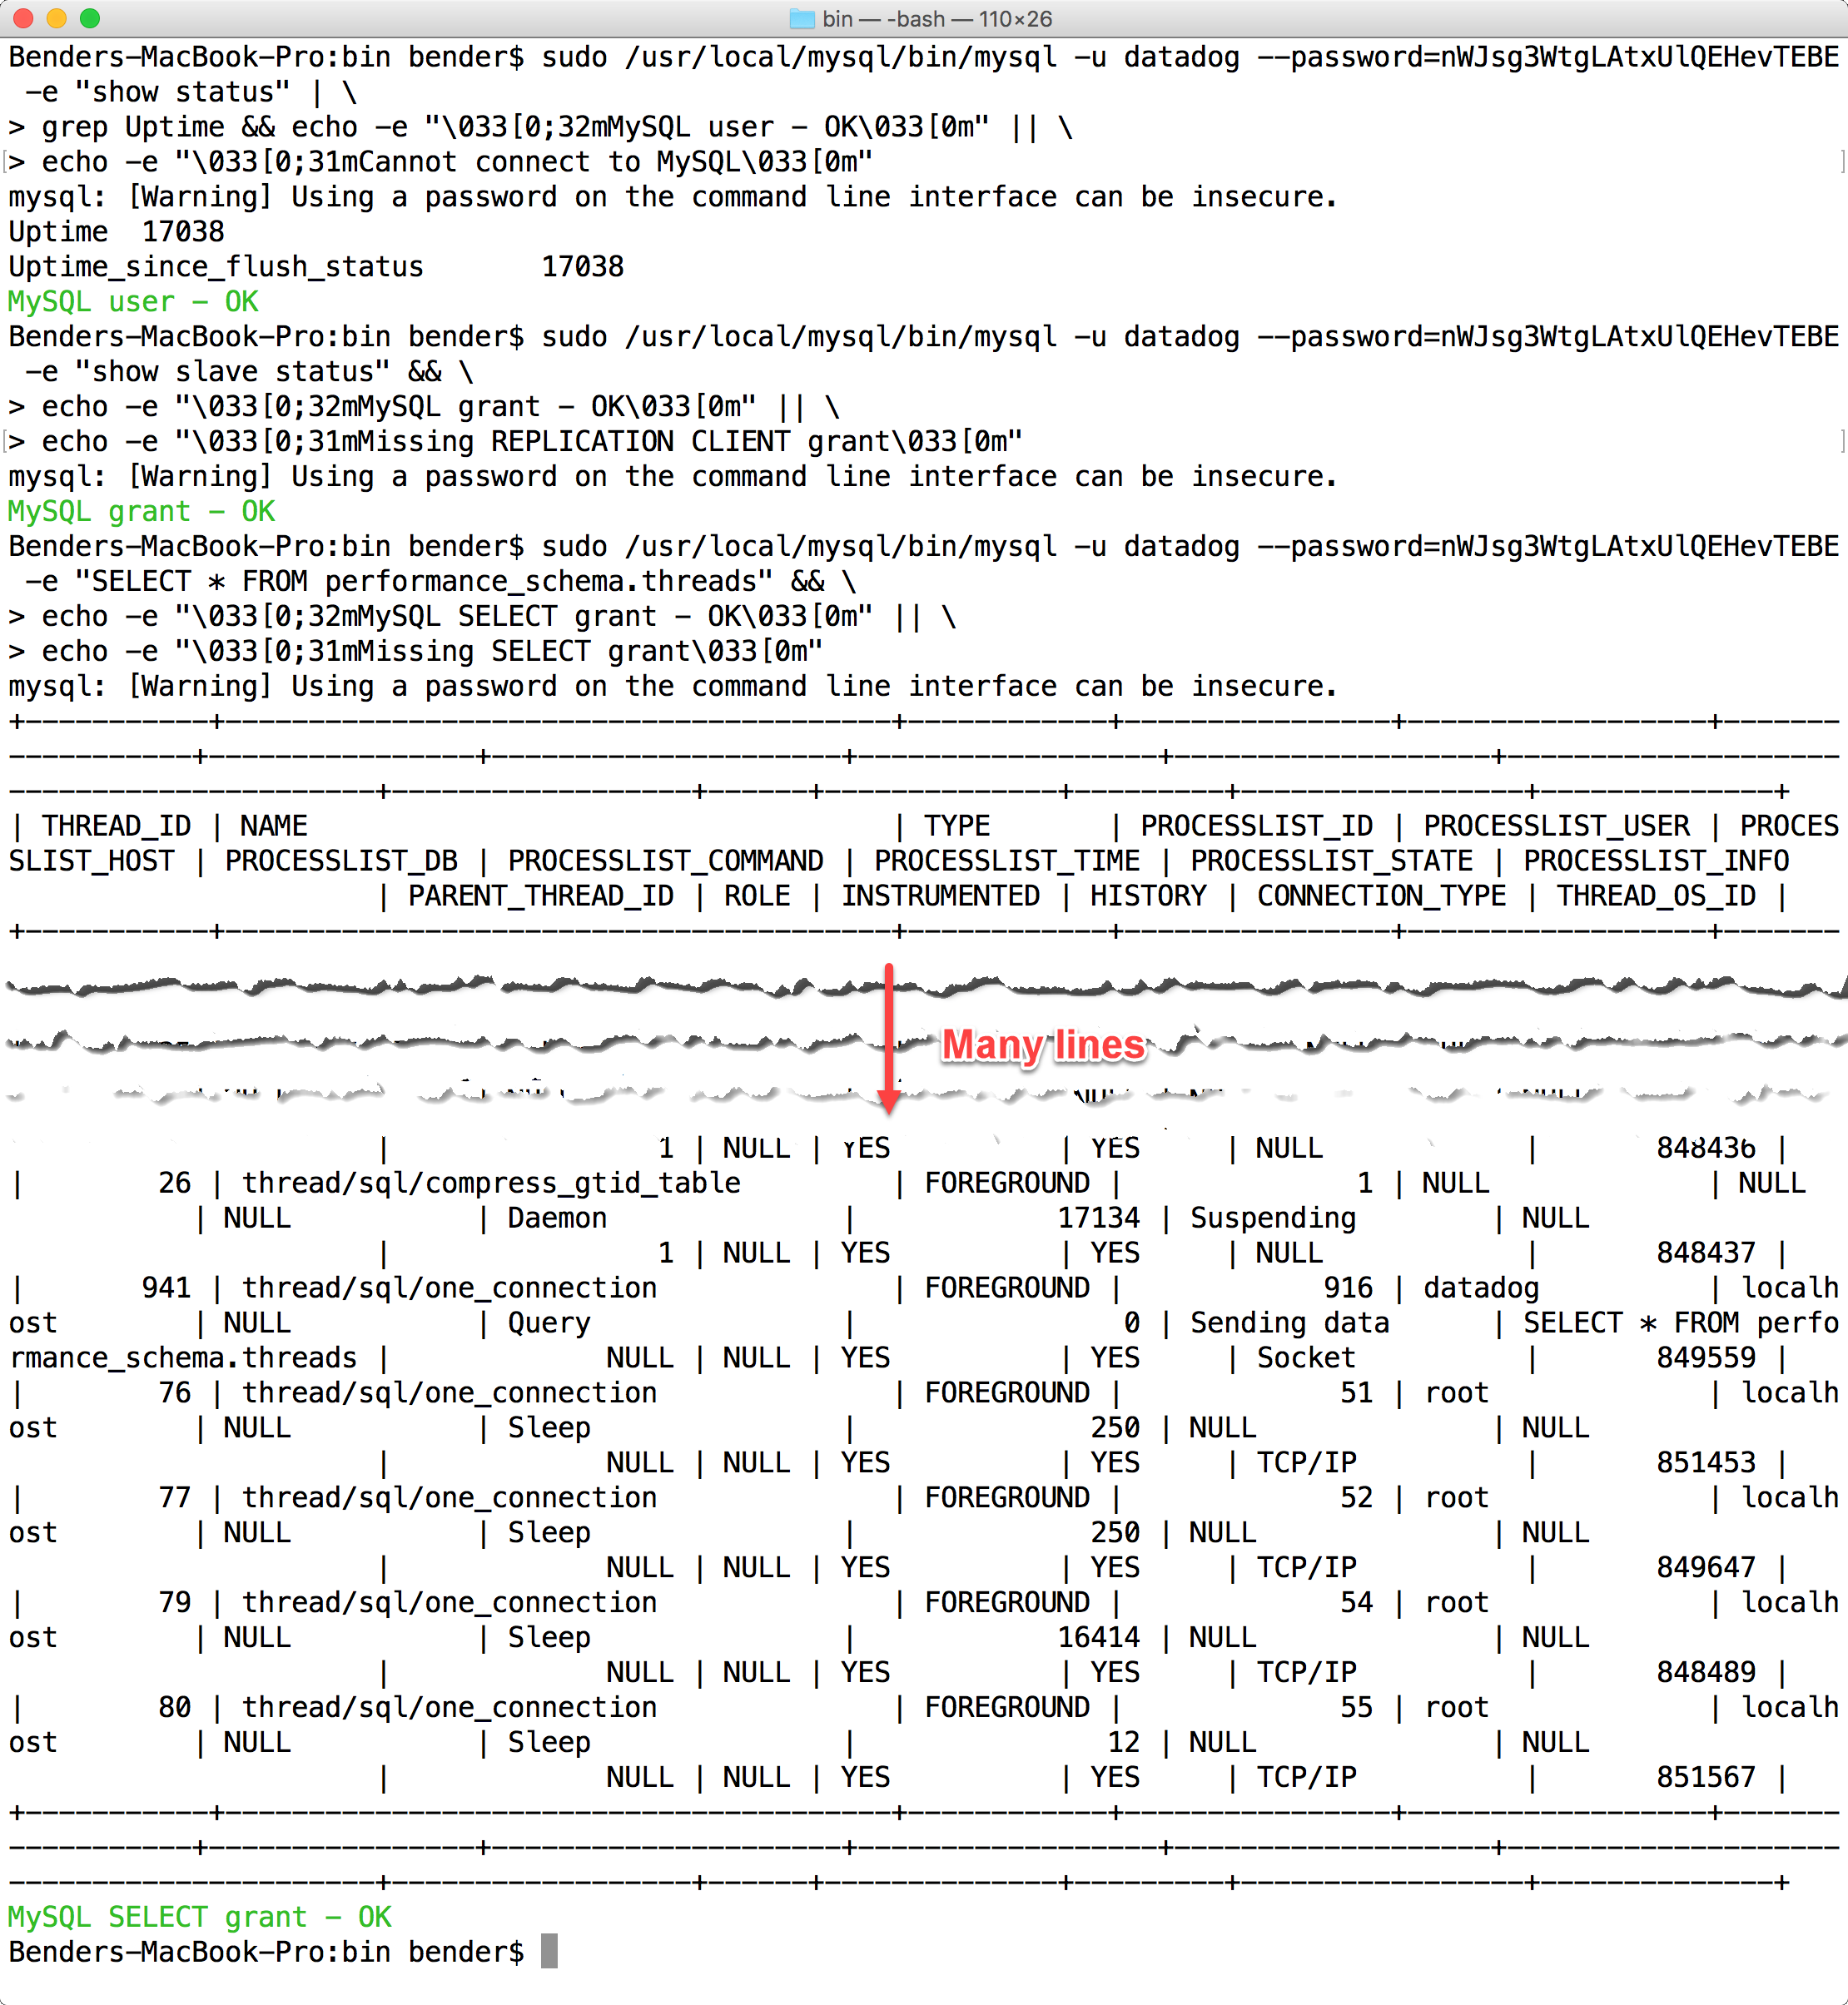 bin — -bash — 110×26
Benders-MacBook-Pro:bin bender$ sudo /usr/local/mysql/bin/mysql -u datadog --password=nWJsg3WtgLAtxUlQEHevTEBE
 -e "show status" | \
> grep Uptime && echo -e "\033[0;32mMySQL user - OK\033[0m" || \
[> echo -e "\033[0;31mCannot connect to MySQL\033[0m" ]
mysql: [Warning] Using a password on the command line interface can be insecure.
Uptime  17038
Uptime_since_flush_status       17038
MySQL user - OK
Benders-MacBook-Pro:bin bender$ sudo /usr/local/mysql/bin/mysql -u datadog --password=nWJsg3WtgLAtxUlQEHevTEBE
 -e "show slave status" && \
> echo -e "\033[0;32mMySQL grant - OK\033[0m" || \
[> echo -e "\033[0;31mMissing REPLICATION CLIENT grant\033[0m" ]
mysql: [Warning] Using a password on the command line interface can be insecure.
MySQL grant - OK
Benders-MacBook-Pro:bin bender$ sudo /usr/local/mysql/bin/mysql -u datadog --password=nWJsg3WtgLAtxUlQEHevTEBE
 -e "SELECT * FROM performance_schema.threads" && \
> echo -e "\033[0;32mMySQL SELECT grant - OK\033[0m" || \
> echo -e "\033[0;31mMissing SELECT grant\033[0m"
mysql: [Warning] Using a password on the command line interface can be insecure.
+-----------+----------------------------------------+------------+----------------+------------------+-------
-----------+----------------+---------------------+------------------+-------------------+--------------------
----------------------+------------------+------+--------------+---------+-----------------+--------------+
| THREAD_ID | NAME                                   | TYPE       | PROCESSLIST_ID | PROCESSLIST_USER | PROCES
SLIST_HOST | PROCESSLIST_DB | PROCESSLIST_COMMAND | PROCESSLIST_TIME | PROCESSLIST_STATE | PROCESSLIST_INFO
                      | PARENT_THREAD_ID | ROLE | INSTRUMENTED | HISTORY | CONNECTION_TYPE | THREAD_OS_ID |
+-----------+----------------------------------------+------------+----------------+------------------+-------
Many lines
                      |                1 | NULL | YES          | YES     | NULL            |       848436 |
|        26 | thread/sql/compress_gtid_table         | FOREGROUND |              1 | NULL             | NULL
           | NULL           | Daemon              |            17134 | Suspending        | NULL
                      |                1 | NULL | YES          | YES     | NULL            |       848437 |
|       941 | thread/sql/one_connection              | FOREGROUND |            916 | datadog          | localh
ost        | NULL           | Query               |                0 | Sending data      | SELECT * FROM perfo
rmance_schema.threads |             NULL | NULL | YES          | YES     | Socket          |       849559 |
|        76 | thread/sql/one_connection              | FOREGROUND |             51 | root             | localh
ost        | NULL           | Sleep               |              250 | NULL              | NULL
                      |             NULL | NULL | YES          | YES     | TCP/IP          |       851453 |
|        77 | thread/sql/one_connection              | FOREGROUND |             52 | root             | localh
ost        | NULL           | Sleep               |              250 | NULL              | NULL
                      |             NULL | NULL | YES          | YES     | TCP/IP          |       849647 |
|        79 | thread/sql/one_connection              | FOREGROUND |             54 | root             | localh
ost        | NULL           | Sleep               |            16414 | NULL              | NULL
                      |             NULL | NULL | YES          | YES     | TCP/IP          |       848489 |
|        80 | thread/sql/one_connection              | FOREGROUND |             55 | root             | localh
ost        | NULL           | Sleep               |               12 | NULL              | NULL
                      |             NULL | NULL | YES          | YES     | TCP/IP          |       851567 |
+-----------+----------------------------------------+------------+----------------+------------------+-------
-----------+----------------+---------------------+------------------+-------------------+--------------------
----------------------+------------------+------+--------------+---------+-----------------+--------------+
MySQL SELECT grant - OK
Benders-MacBook-Pro:bin bender$